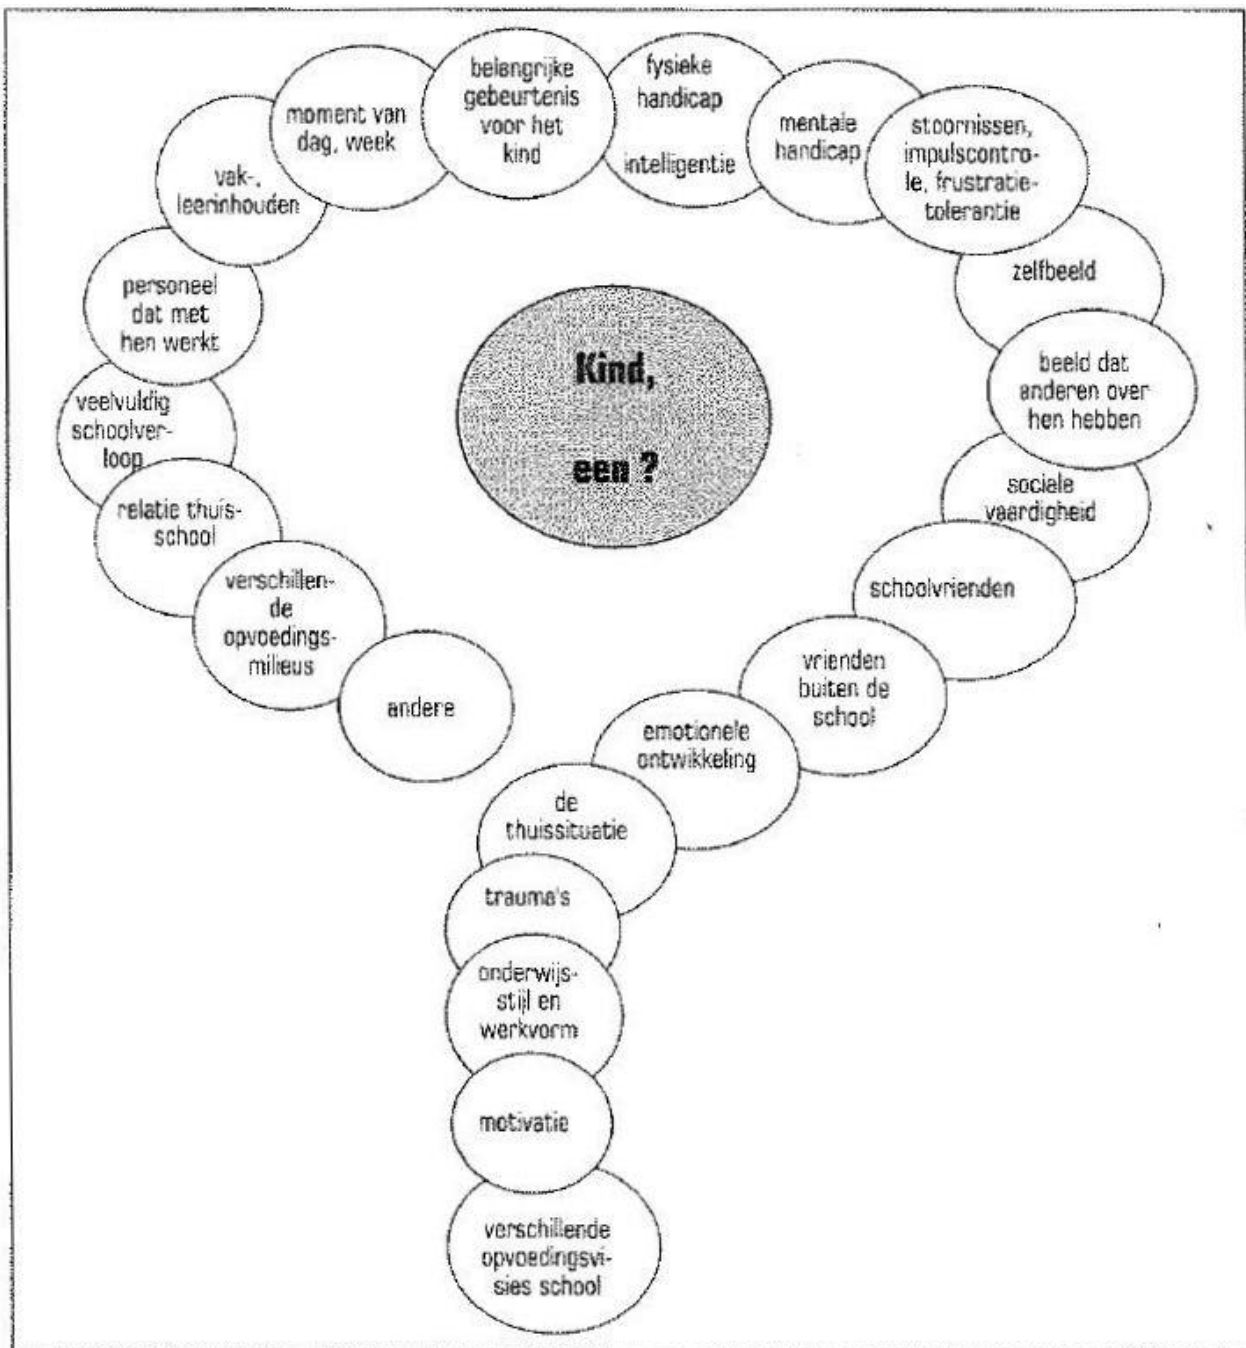 belangrijke
gebeurtenis
voor het
kind
fysieke
handicap
intelligentie
mentale
handicap
stoornissen,
impulscontro-
le, frustratie-
tolerantie
zelfbeeld
beeld dat
anderen over
hen hebben
sociale
vaardigheid
schoolvrienden
vrienden
buiten de
school
emotionele
ontwikkeling
de
thuissituatie
trauma's
onderwijs-
stijl en
werkvorm
motivatie
verschillende
opvoedingsvi-
sies school
moment van
dag, week
vak-,
leerinhouden
personeel
dat met
hen werkt
veelvuldig
schoolver-
loop
relatie thuis-
school
verschillen-
de
opvoedings-
milieus
andere
Kind,
een ?